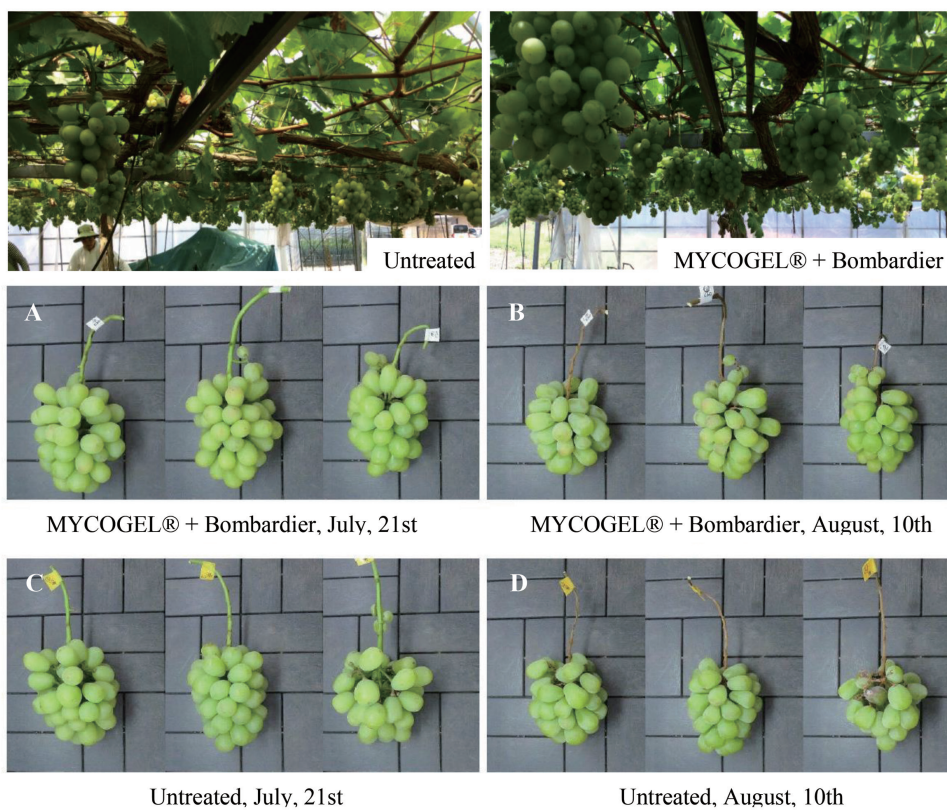 Untreated
MYCOGEL® + Bombardier
A
B
MYCOGEL® + Bombardier, July, 21st
MYCOGEL® + Bombardier, August, 10th
C
D
Untreated, July, 21st
Untreated, August, 10th